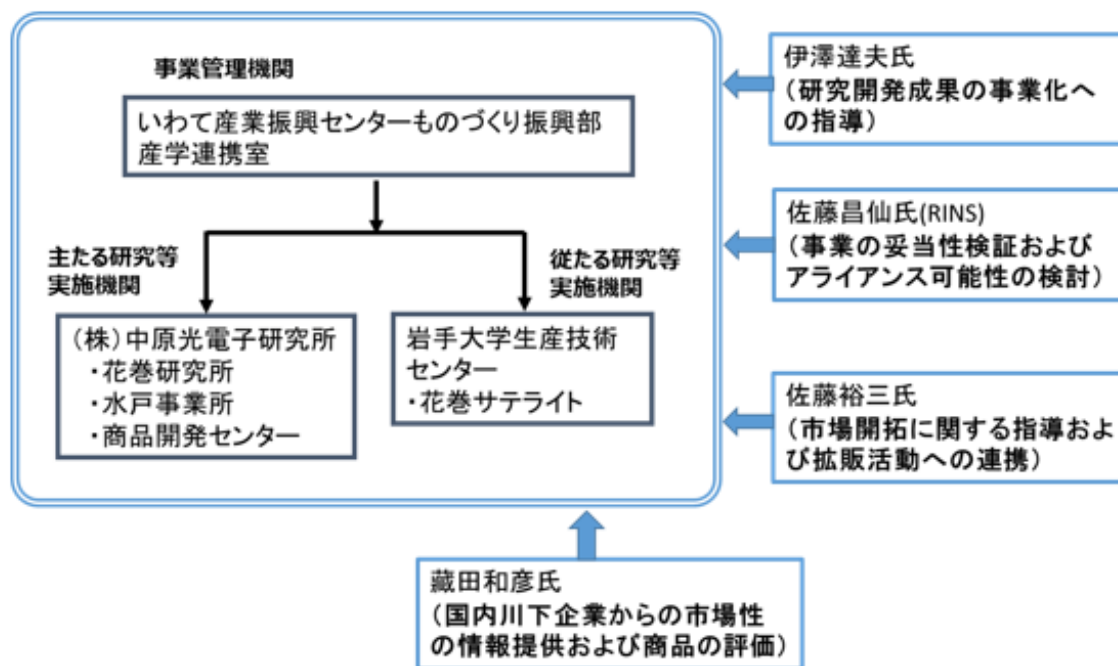 事業管理機関
いわて産業振興センターものづくり振興部
産学連携室
主たる研究等
実施機関
(株)中原光電子研究所
・花巻研究所
・水戸事業所
・商品開発センター
従たる研究等
実施機関
岩手大学生産技術
センター
・花巻サテライト
伊澤達夫氏
(研究開発成果の事業化へ
の指導)
佐藤昌仙氏(RINS)
(事業の妥当性検証および
アライアンス可能性の検討)
佐藤裕三氏
(市場開拓に関する指導およ
び拡販活動への連携)
藏田和彦氏
(国内川下企業からの市場性
の情報提供および商品の評価)